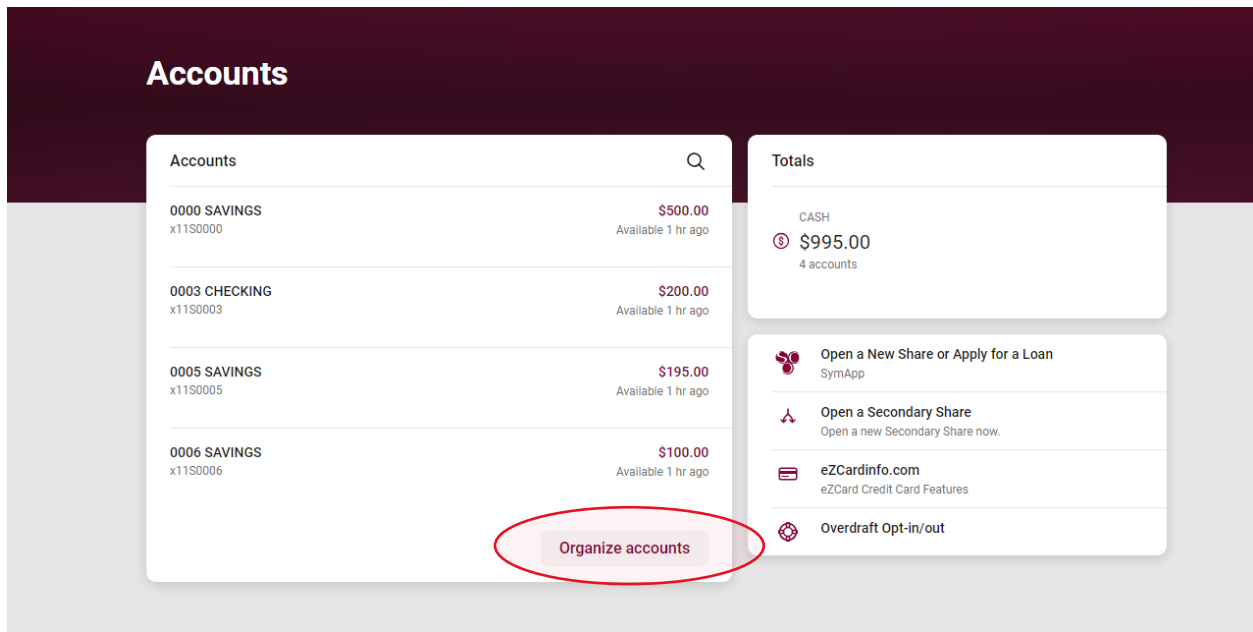 Accounts
Accounts
0000 SAVINGS
$500.00
x11S0000
Available 1 hr ago
0003 CHECKING
$200.00
x11S0003
Available 1 hr ago
0005 SAVINGS
$195.00
x11S0005
Available 1 hr ago
0006 SAVINGS
$100.00
x11S0006
Available 1 hr ago
Organize accounts
Totals
CASH
$995.00
4 accounts
Open a New Share or Apply for a Loan
SymApp
Open a Secondary Share
Open a new Secondary Share now.
eZCardinfo.com
eZCard Credit Card Features
Overdraft Opt-in/out